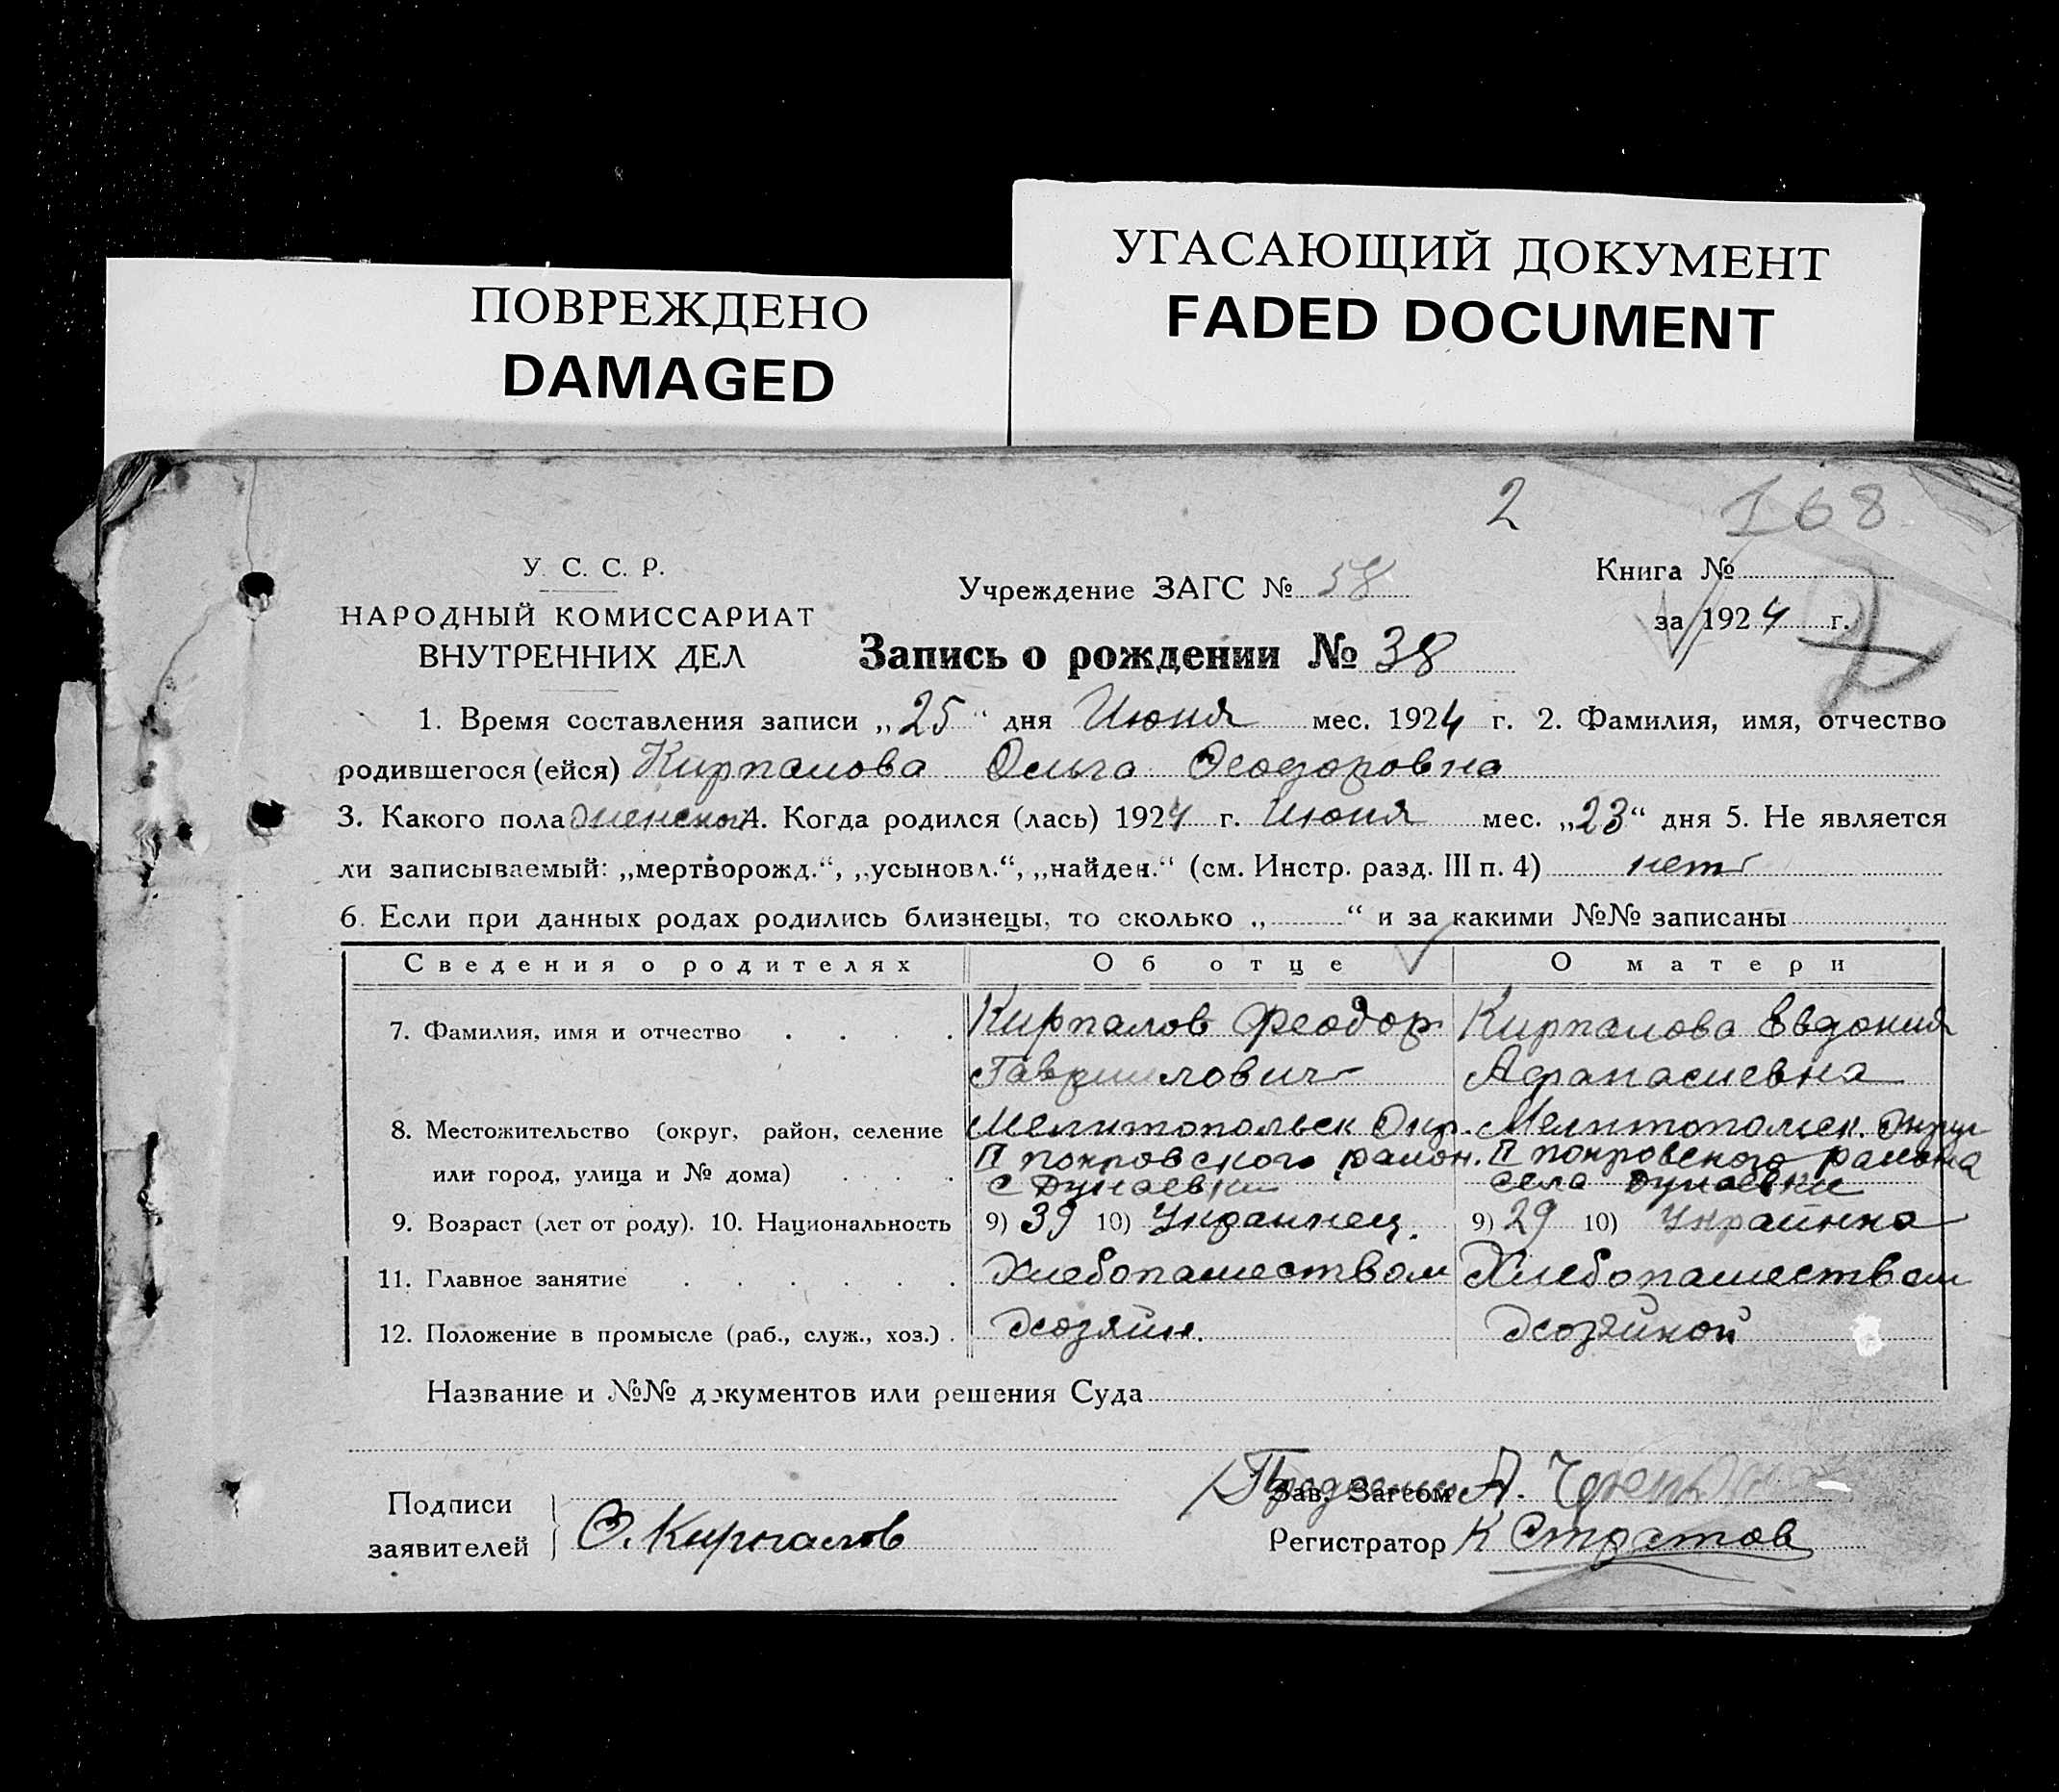 УГАСАЮЩИЙ ДОКУМЕНТ
FADED DOCUMENT
ПОВРЕЖДЕНО
DAMAGED
2 168
У. С. С. Р.
НАРОДНЫЙ КОМИССАРИАТ
ВНУТРЕННИХ ДЕЛ
Учреждение ЗАГС № 58
Книга №
за 1924 г.
Запись о рождении № 38
1. Время составления записи „25“ дня Июня мес. 1924 г. 2. Фамилия, имя, отчество
родившегося (ейся) Кирпалова Ольга Феодоровна
3. Какого пола женского 4. Когда родился (лась) 1924 г. Июня мес. „23“ дня 5. Не является
ли записываемый: „мертворожд.“, „усыновл.“, „найден.“ (см. Инстр. разд. III п. 4) нет
6. Если при данных родах родились близнецы, то сколько „ “ и за какими №№ записаны
Сведения о родителях Об отце О матери
7. Фамилия, имя и отчество . . . . Кирпалов Феодор Кирпалова Евдокия
Гаврилович Афанасиевна
8. Местожительство (округ, район, селение Мелитопольск Окр. Мелитопольск. Округ
или город, улица и № дома) . . . II покровского район. II покровского района
с Дунаевки села Дунаевки
9. Возраст (лет от роду). 10. Национальность 9) 39 10) Украинец. 9) 29 10) Украинка
11. Главное занятие . . . . . . Хлебопашеством Хлебопашеством
12. Положение в промысле (раб., служ., хоз.) . Хозяин. Хозяйкой
Название и №№ документов или решения Суда
Подписи
заявителей
Ф. Кирпалов
Зав. Загсом А.
Регистратор К Стратов